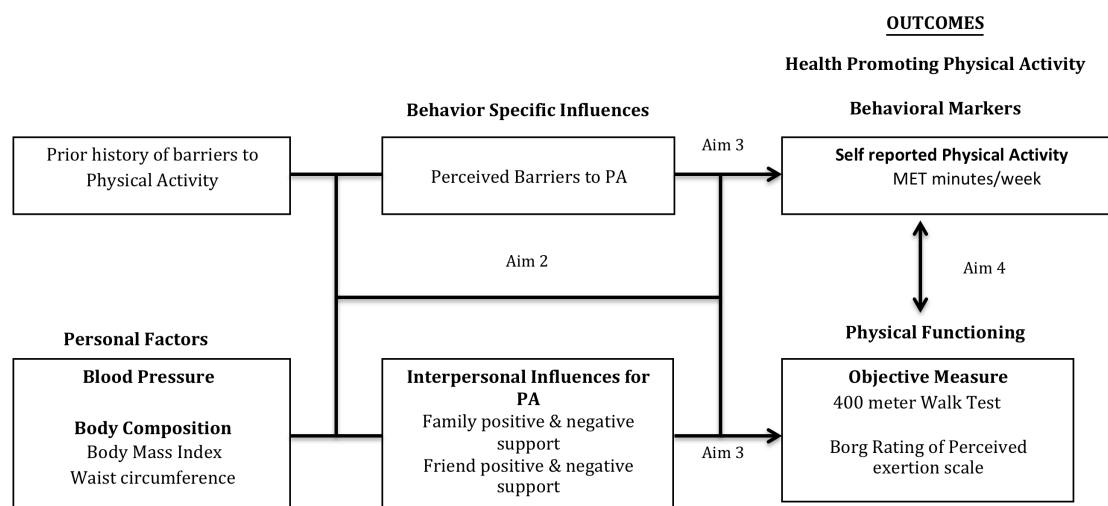 OUTCOMES
Health Promoting Physical Activity
Behavior Specific Influences
Behavioral Markers
Prior history of barriers to
Physical Activity
Perceived Barriers to PA
Aim 3
Self reported Physical Activity
MET minutes/week
Aim 2
Aim 4
Personal Factors
Physical Functioning
Blood Pressure
Body Composition
Body Mass Index
Waist circumference
Interpersonal Influences for
PA
Family positive & negative
support
Friend positive & negative
support
Aim 3
Objective Measure
400 meter Walk Test
Borg Rating of Perceived
exertion scale